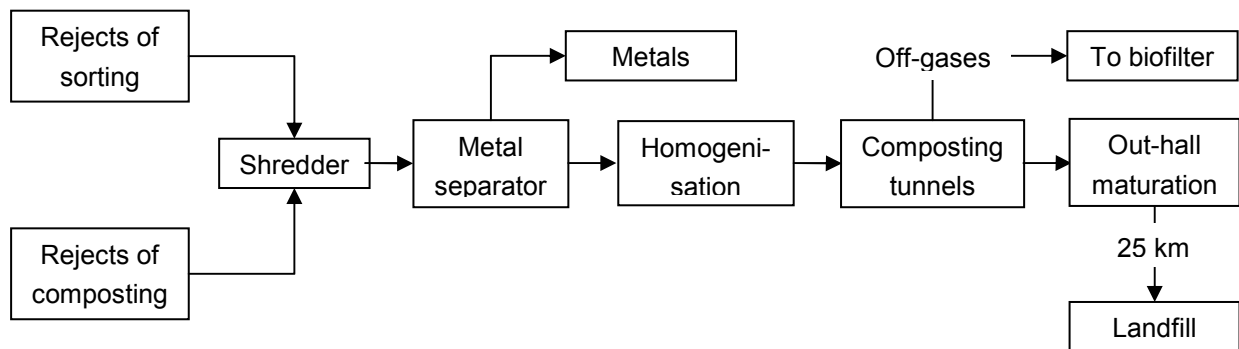 Rejects of
sorting
Metals
Off-gases
To biofilter
Shredder
Metal
separator
Homogeni-
sation
Composting
tunnels
Out-hall
maturation
Rejects of
composting
25 km
Landfill